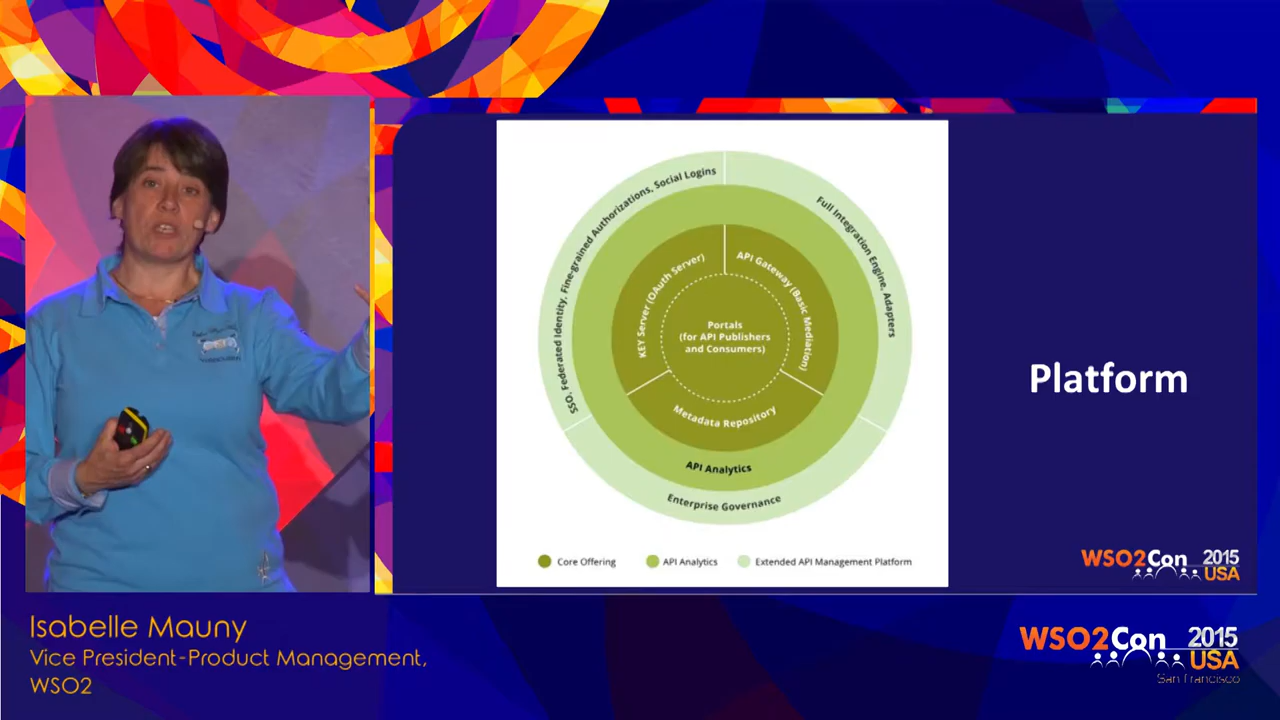 SSO, Federated Identity, Fine-grained Authorizations, Social Logins
Full Integration Engine, Adapters
KEY Server (OAuth Server)
API Gateway (Basic Mediation)
Portals
(for API Publishers
and Consumers)
Metadata Repository
API Analytics
Enterprise Governance
Core Offering
API Analytics
Extended API Management Platform
Platform
WSO2Con 2015
USA
Isabelle Mauny
Vice President-Product Management,
WSO2
WSO2Con 2015
USA
San Francisco